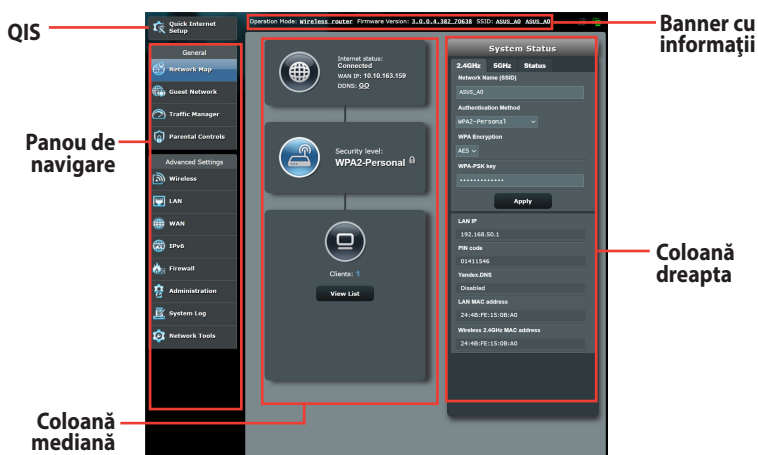 QIS
Panou de
navigare
Quick Internet
Setup
General
Network Map
Guest Network
Traffic Manager
Parental Controls
Advanced Settings
Wireless
LAN
WAN
IPv6
Firewall
Administration
System Log
Network Tools
Operation Mode: Wireless router Firmware Version: 3.0.0.4.382_70638 SSID: ASUS_A0 ASUS_A0
Banner cu
informaţii
Internet status:
Connected
WAN IP: 10.10.163.159
DDNS: GO
Security level:
WPA2-Personal
Clients: 1
View List
System Status
2.4GHz 5GHz Status
Network Name (SSID)
ASUS_A0
Authentication Method
WPA2-Personal
WPA Encryption
AES
WPA-PSK key
•••••••••••••
Apply
LAN IP
192.168.50.1
PIN code
01411546
Yandex.DNS
Disabled
LAN MAC address
24:4B:FE:15:0B:A0
Wireless 2.4GHz MAC address
24:4B:FE:15:0B:A0
Coloană
dreapta
Coloană
mediană